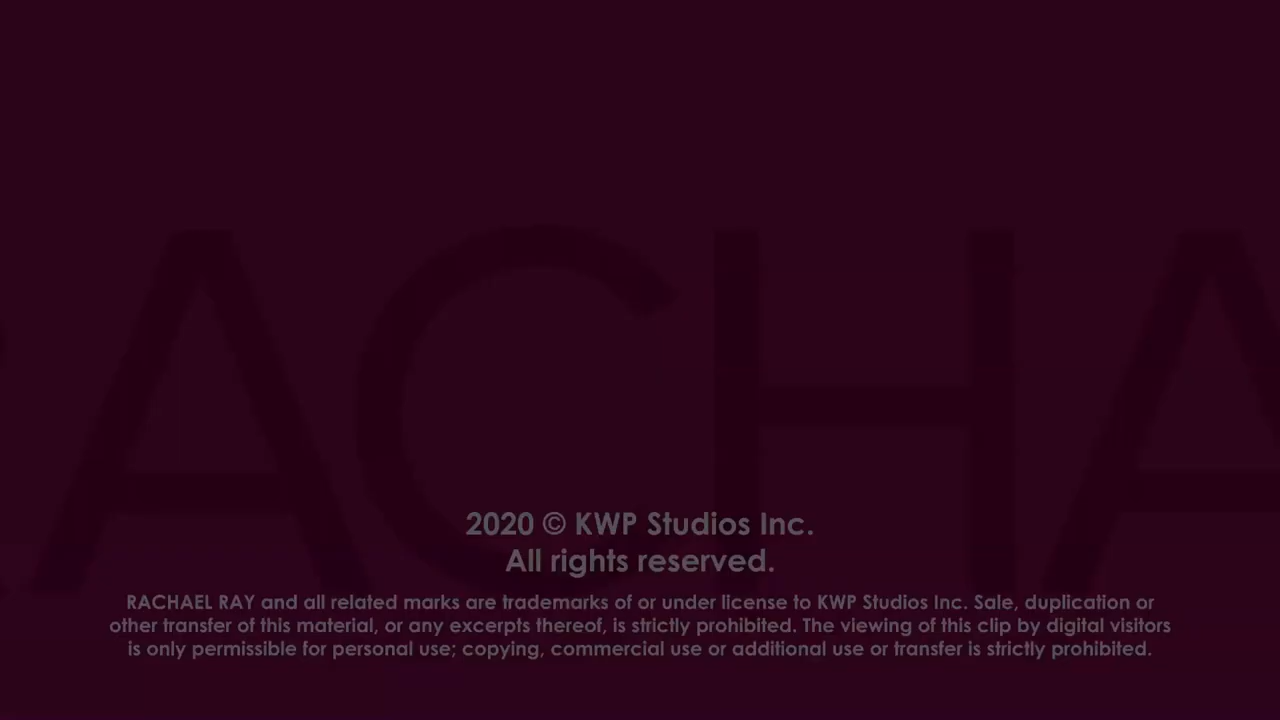 ACHA
2020 © KWP Studios Inc.
All rights reserved.
RACHAEL RAY and all related marks are trademarks of or under license to KWP Studios Inc. Sale, duplication or
other transfer of this material, or any excerpts thereof, is strictly prohibited. The viewing of this clip by digital visitors
is only permissible for personal use; copying, commercial use or additional use or transfer is strictly prohibited.